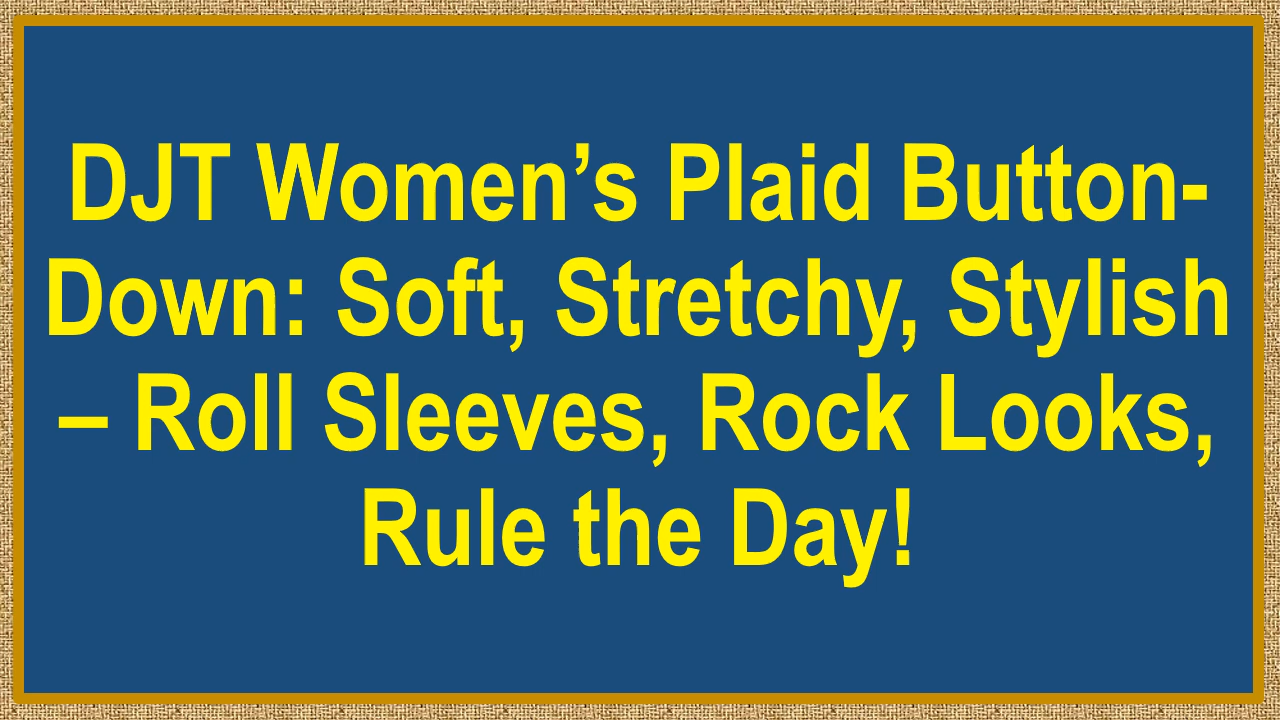 DJT Women’s Plaid Button-
Down: Soft, Stretchy, Stylish
– Roll Sleeves, Rock Looks,
Rule the Day!